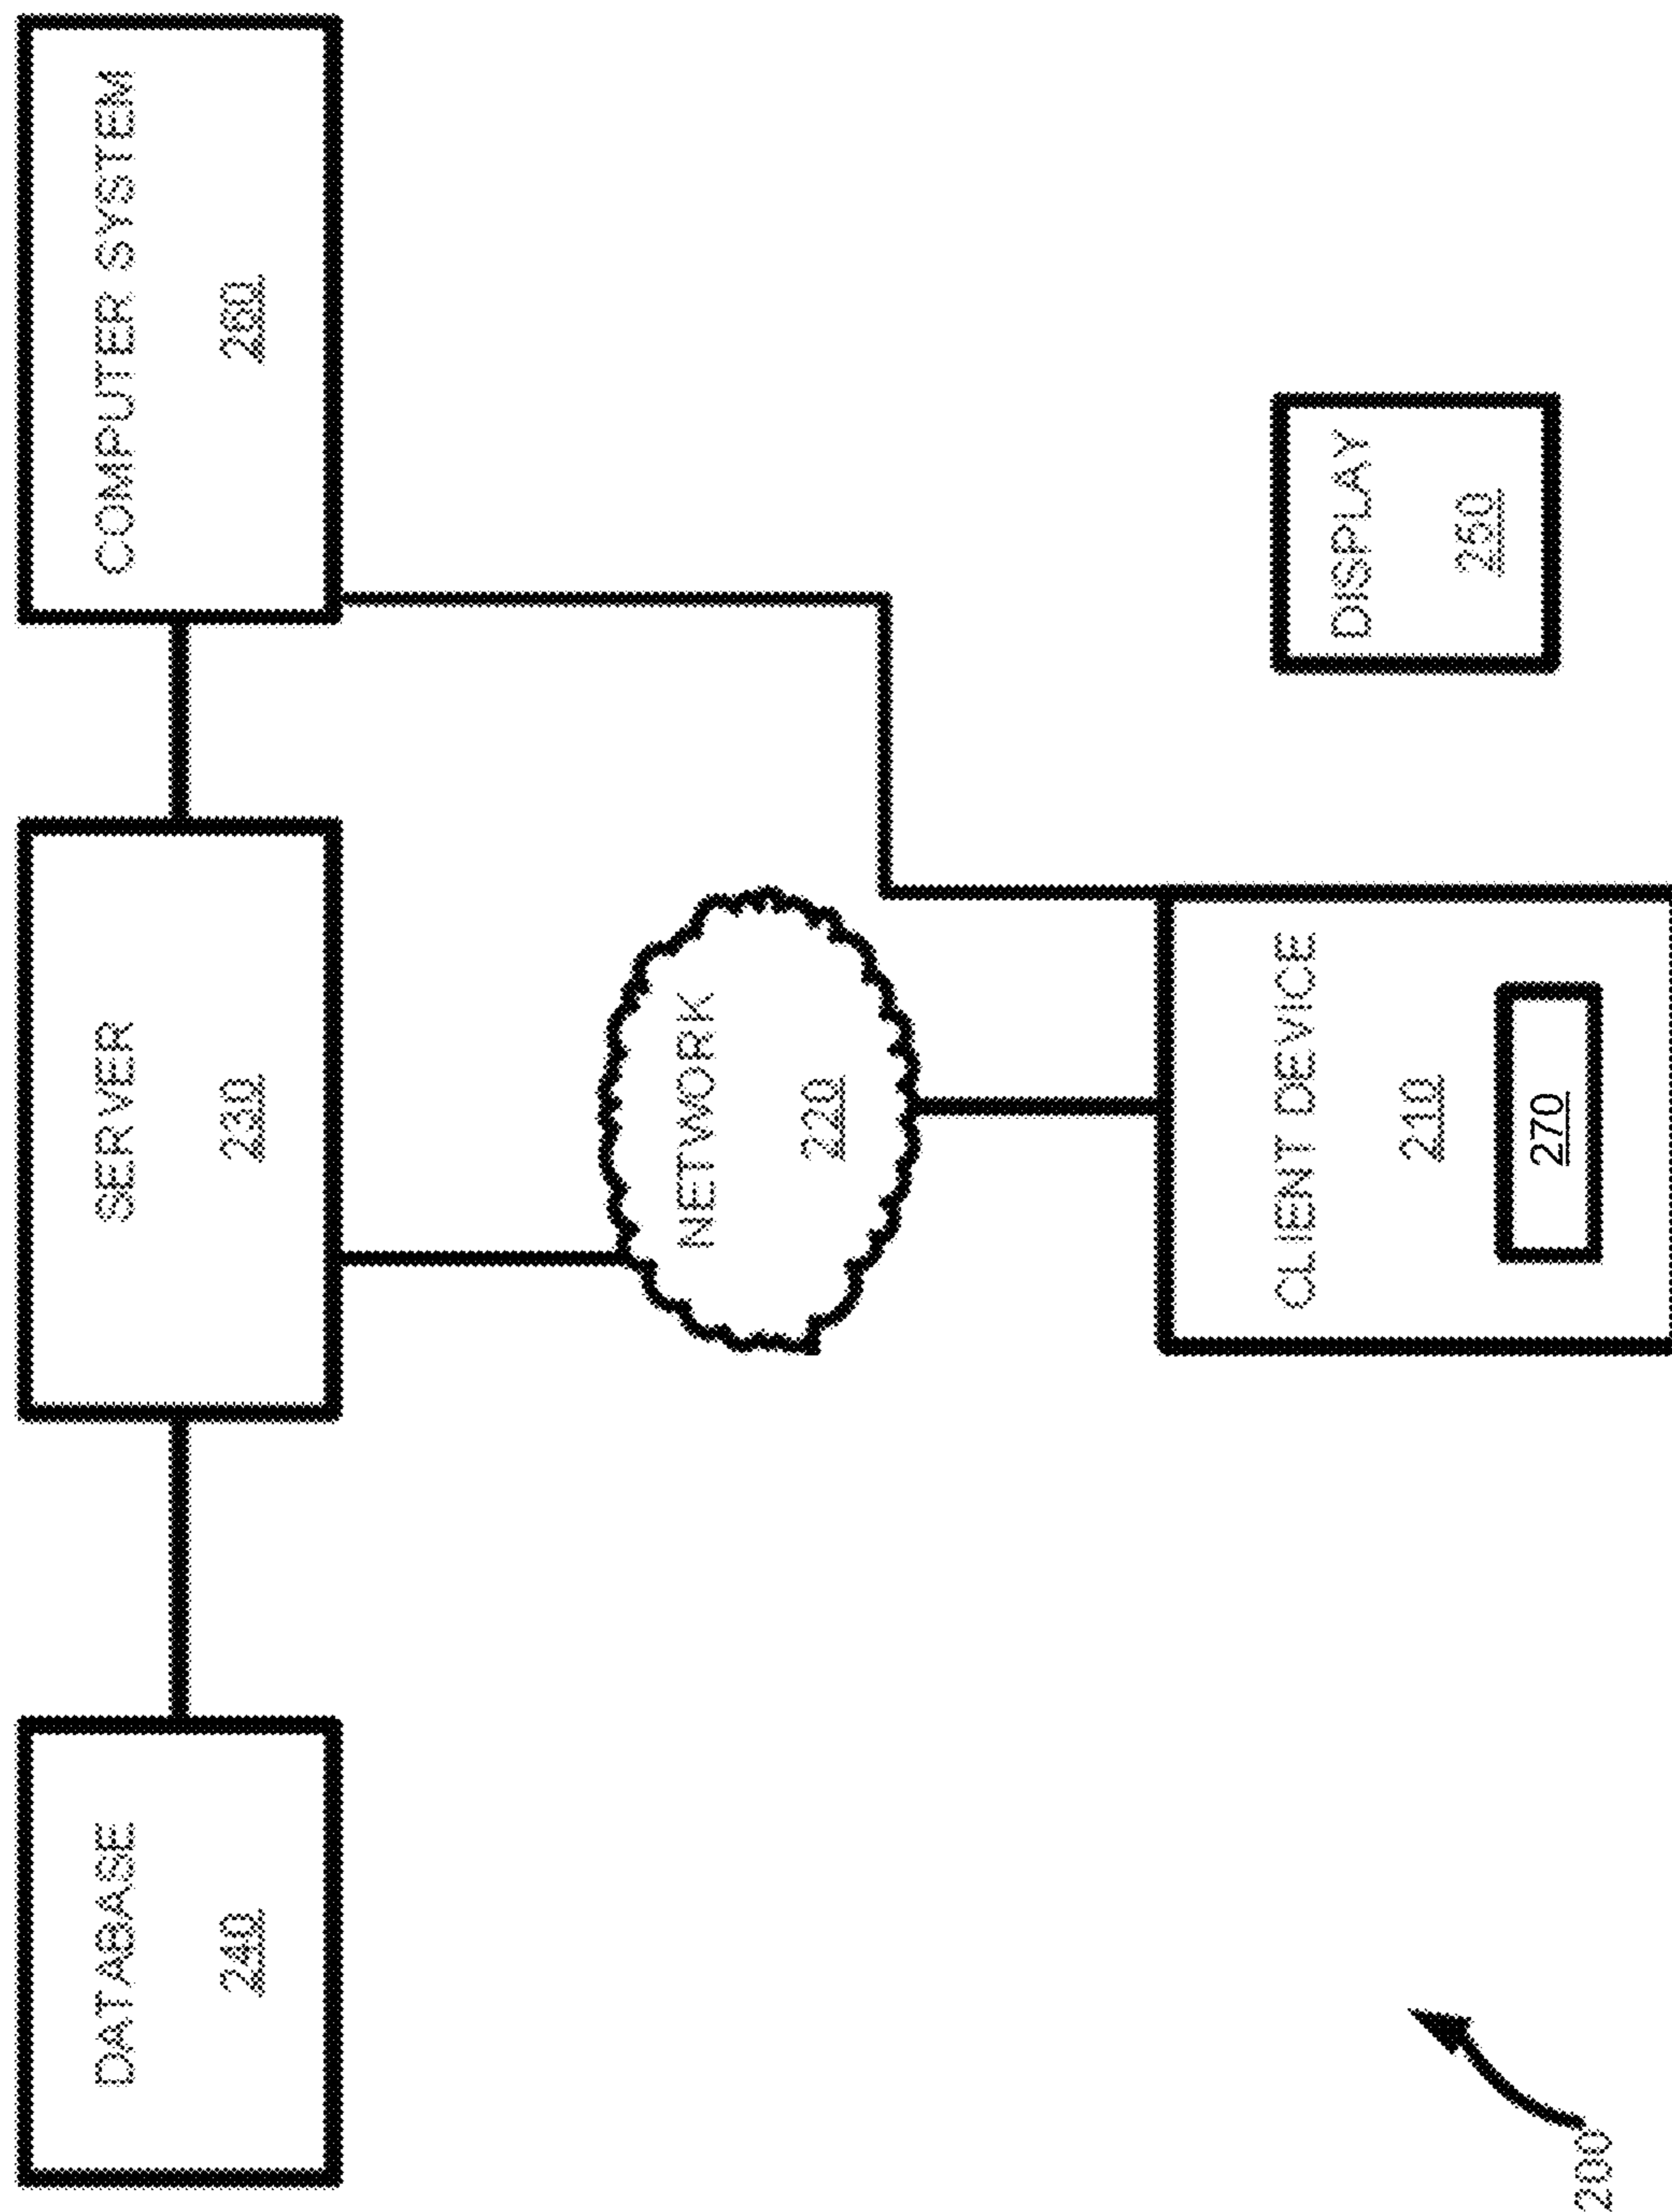 DATABASE
240
SERVER
230
COMPUTER SYSTEM
260
NETWORK
220
CLIENT DEVICE
210
270
DISPLAY
250
200